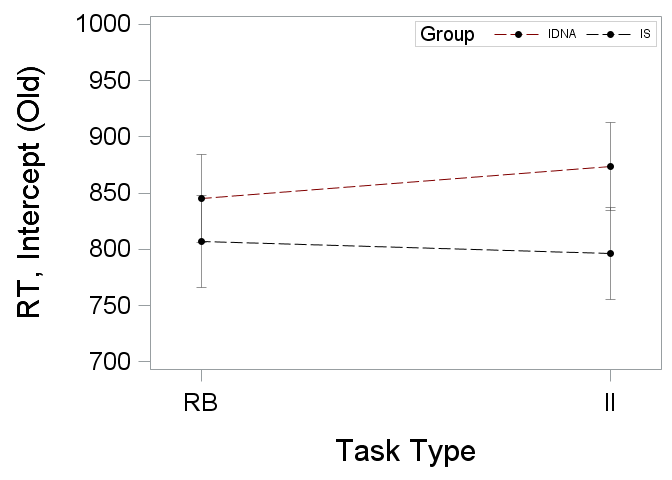 Group IDNA IS
RT, Intercept (Old)
1000
950
900
850
800
750
700
RB II
Task Type